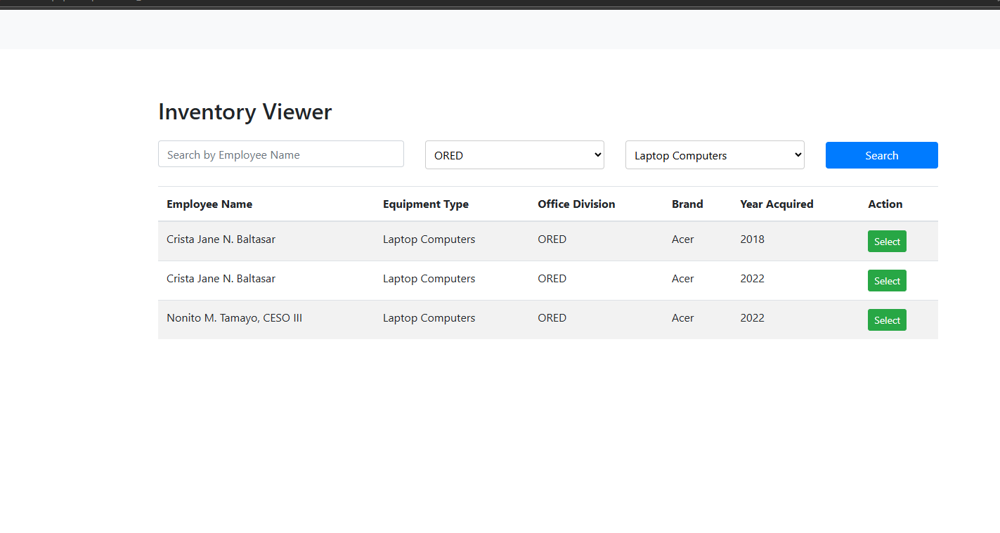 Inventory Viewer
Search by Employee Name ORED Laptop Computers Search
Employee Name Equipment Type Office Division Brand Year Acquired Action
Crista Jane N. Baltasar Laptop Computers ORED Acer 2018 Select
Crista Jane N. Baltasar Laptop Computers ORED Acer 2022 Select
Nonito M. Tamayo, CESO III Laptop Computers ORED Acer 2022 Select